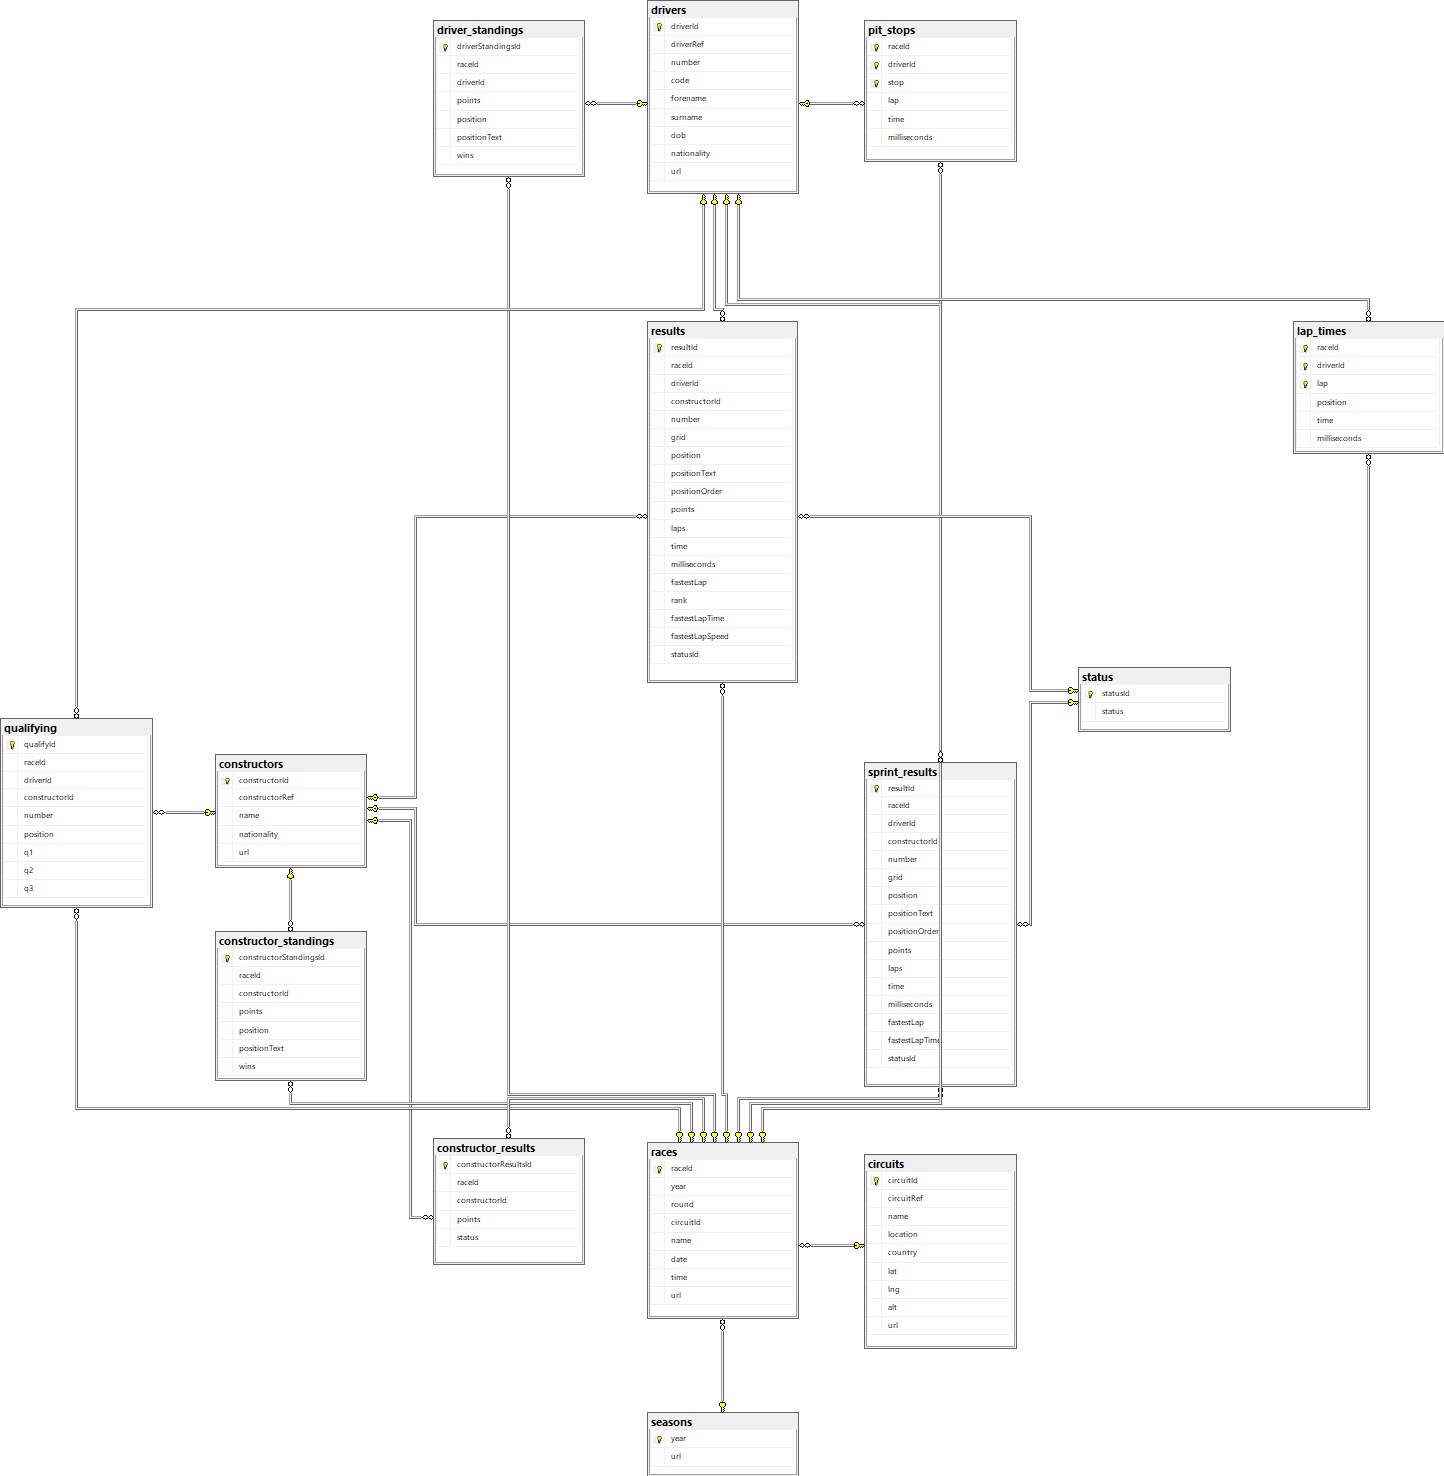 drivers
driverId
driverRef
number
code
forename
surname
dob
nationality
url
driver_standings
driverStandingsId
raceId
driverId
points
position
positionText
wins
pit_stops
raceId
driverId
stop
lap
time
milliseconds
results
resultId
raceId
driverId
constructorId
number
grid
position
positionText
positionOrder
points
laps
time
milliseconds
fastestLap
rank
fastestLapTime
fastestLapSpeed
statusId
lap_times
raceId
driverId
lap
position
time
milliseconds
status
statusId
status
qualifying
qualifyId
raceId
driverId
constructorId
number
position
q1
q2
q3
constructors
constructorId
constructorRef
name
nationality
url
sprint_results
resultId
raceId
driverId
constructorId
number
grid
position
positionText
positionOrder
points
laps
time
milliseconds
fastestLap
fastestLapTime
statusId
constructor_standings
constructorStandingsId
raceId
constructorId
points
position
positionText
wins
constructor_results
constructorResultsId
raceId
constructorId
points
status
races
raceId
year
round
circuitId
name
date
time
url
circuits
circuitId
circuitRef
name
location
country
lat
lng
alt
url
seasons
year
url